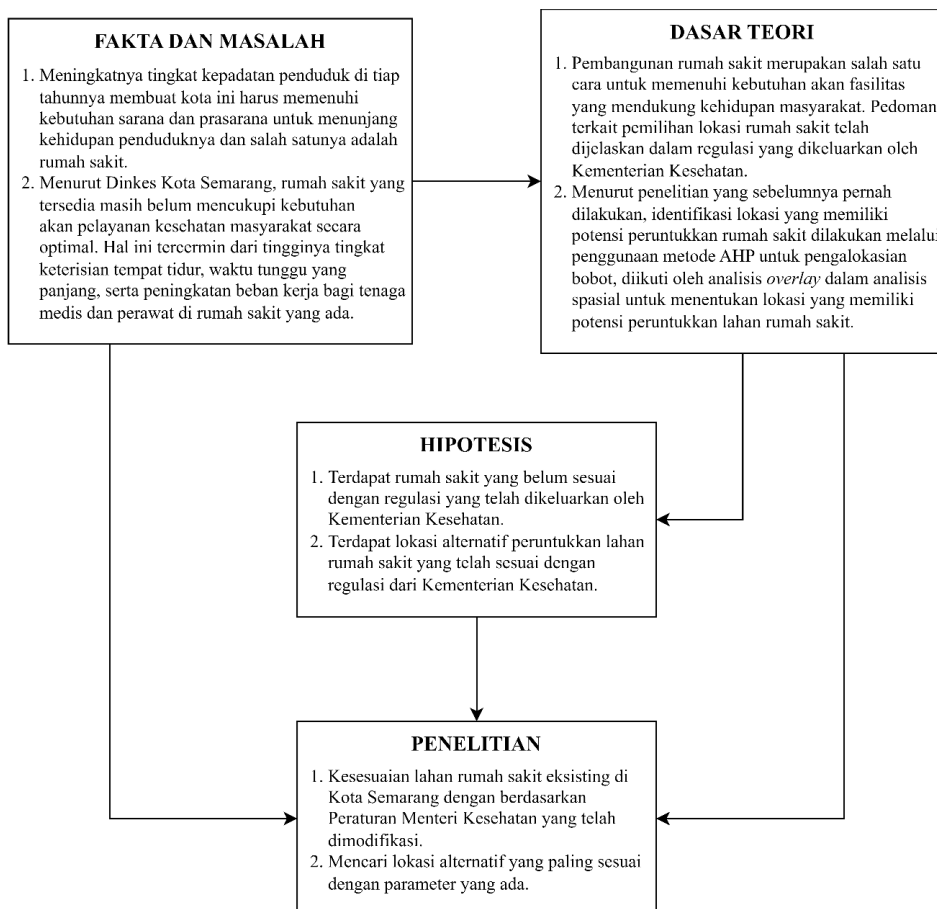 FAKTA DAN MASALAH
1. Meningkatnya tingkat kepadatan penduduk di tiap
tahunnya membuat kota ini harus memenuhi
kebutuhan sarana dan prasarana untuk menunjang
kehidupan penduduknya dan salah satunya adalah
rumah sakit.
2. Menurut Dinkes Kota Semarang, rumah sakit yang
tersedia masih belum mencukupi kebutuhan
akan pelayanan kesehatan masyarakat secara
optimal. Hal ini tercermin dari tingginya tingkat
keterisian tempat tidur, waktu tunggu yang
panjang, serta peningkatan beban kerja bagi tenaga
medis dan perawat di rumah sakit yang ada.
DASAR TEORI
1. Pembangunan rumah sakit merupakan salah satu
cara untuk memenuhi kebutuhan akan fasilitas
yang mendukung kehidupan masyarakat. Pedoman
terkait pemilihan lokasi rumah sakit telah
dijelaskan dalam regulasi yang dikeluarkan oleh
Kementerian Kesehatan.
2. Menurut penelitian yang sebelumnya pernah
dilakukan, identifikasi lokasi yang memiliki
potensi peruntukkan rumah sakit dilakukan melalui
penggunaan metode AHP untuk pengalokasian
bobot, diikuti oleh analisis overlay dalam analisis
spasial untuk menentukan lokasi yang memiliki
potensi peruntukkan lahan rumah sakit.
HIPOTESIS
1. Terdapat rumah sakit yang belum sesuai
dengan regulasi yang telah dikeluarkan oleh
Kementerian Kesehatan.
2. Terdapat lokasi alternatif peruntukkan lahan
rumah sakit yang telah sesuai dengan
regulasi dari Kementerian Kesehatan.
PENELITIAN
1. Kesesuaian lahan rumah sakit eksisting di
Kota Semarang dengan berdasarkan
Peraturan Menteri Kesehatan yang telah
dimodifikasi.
2. Mencari lokasi alternatif yang paling sesuai
dengan parameter yang ada.